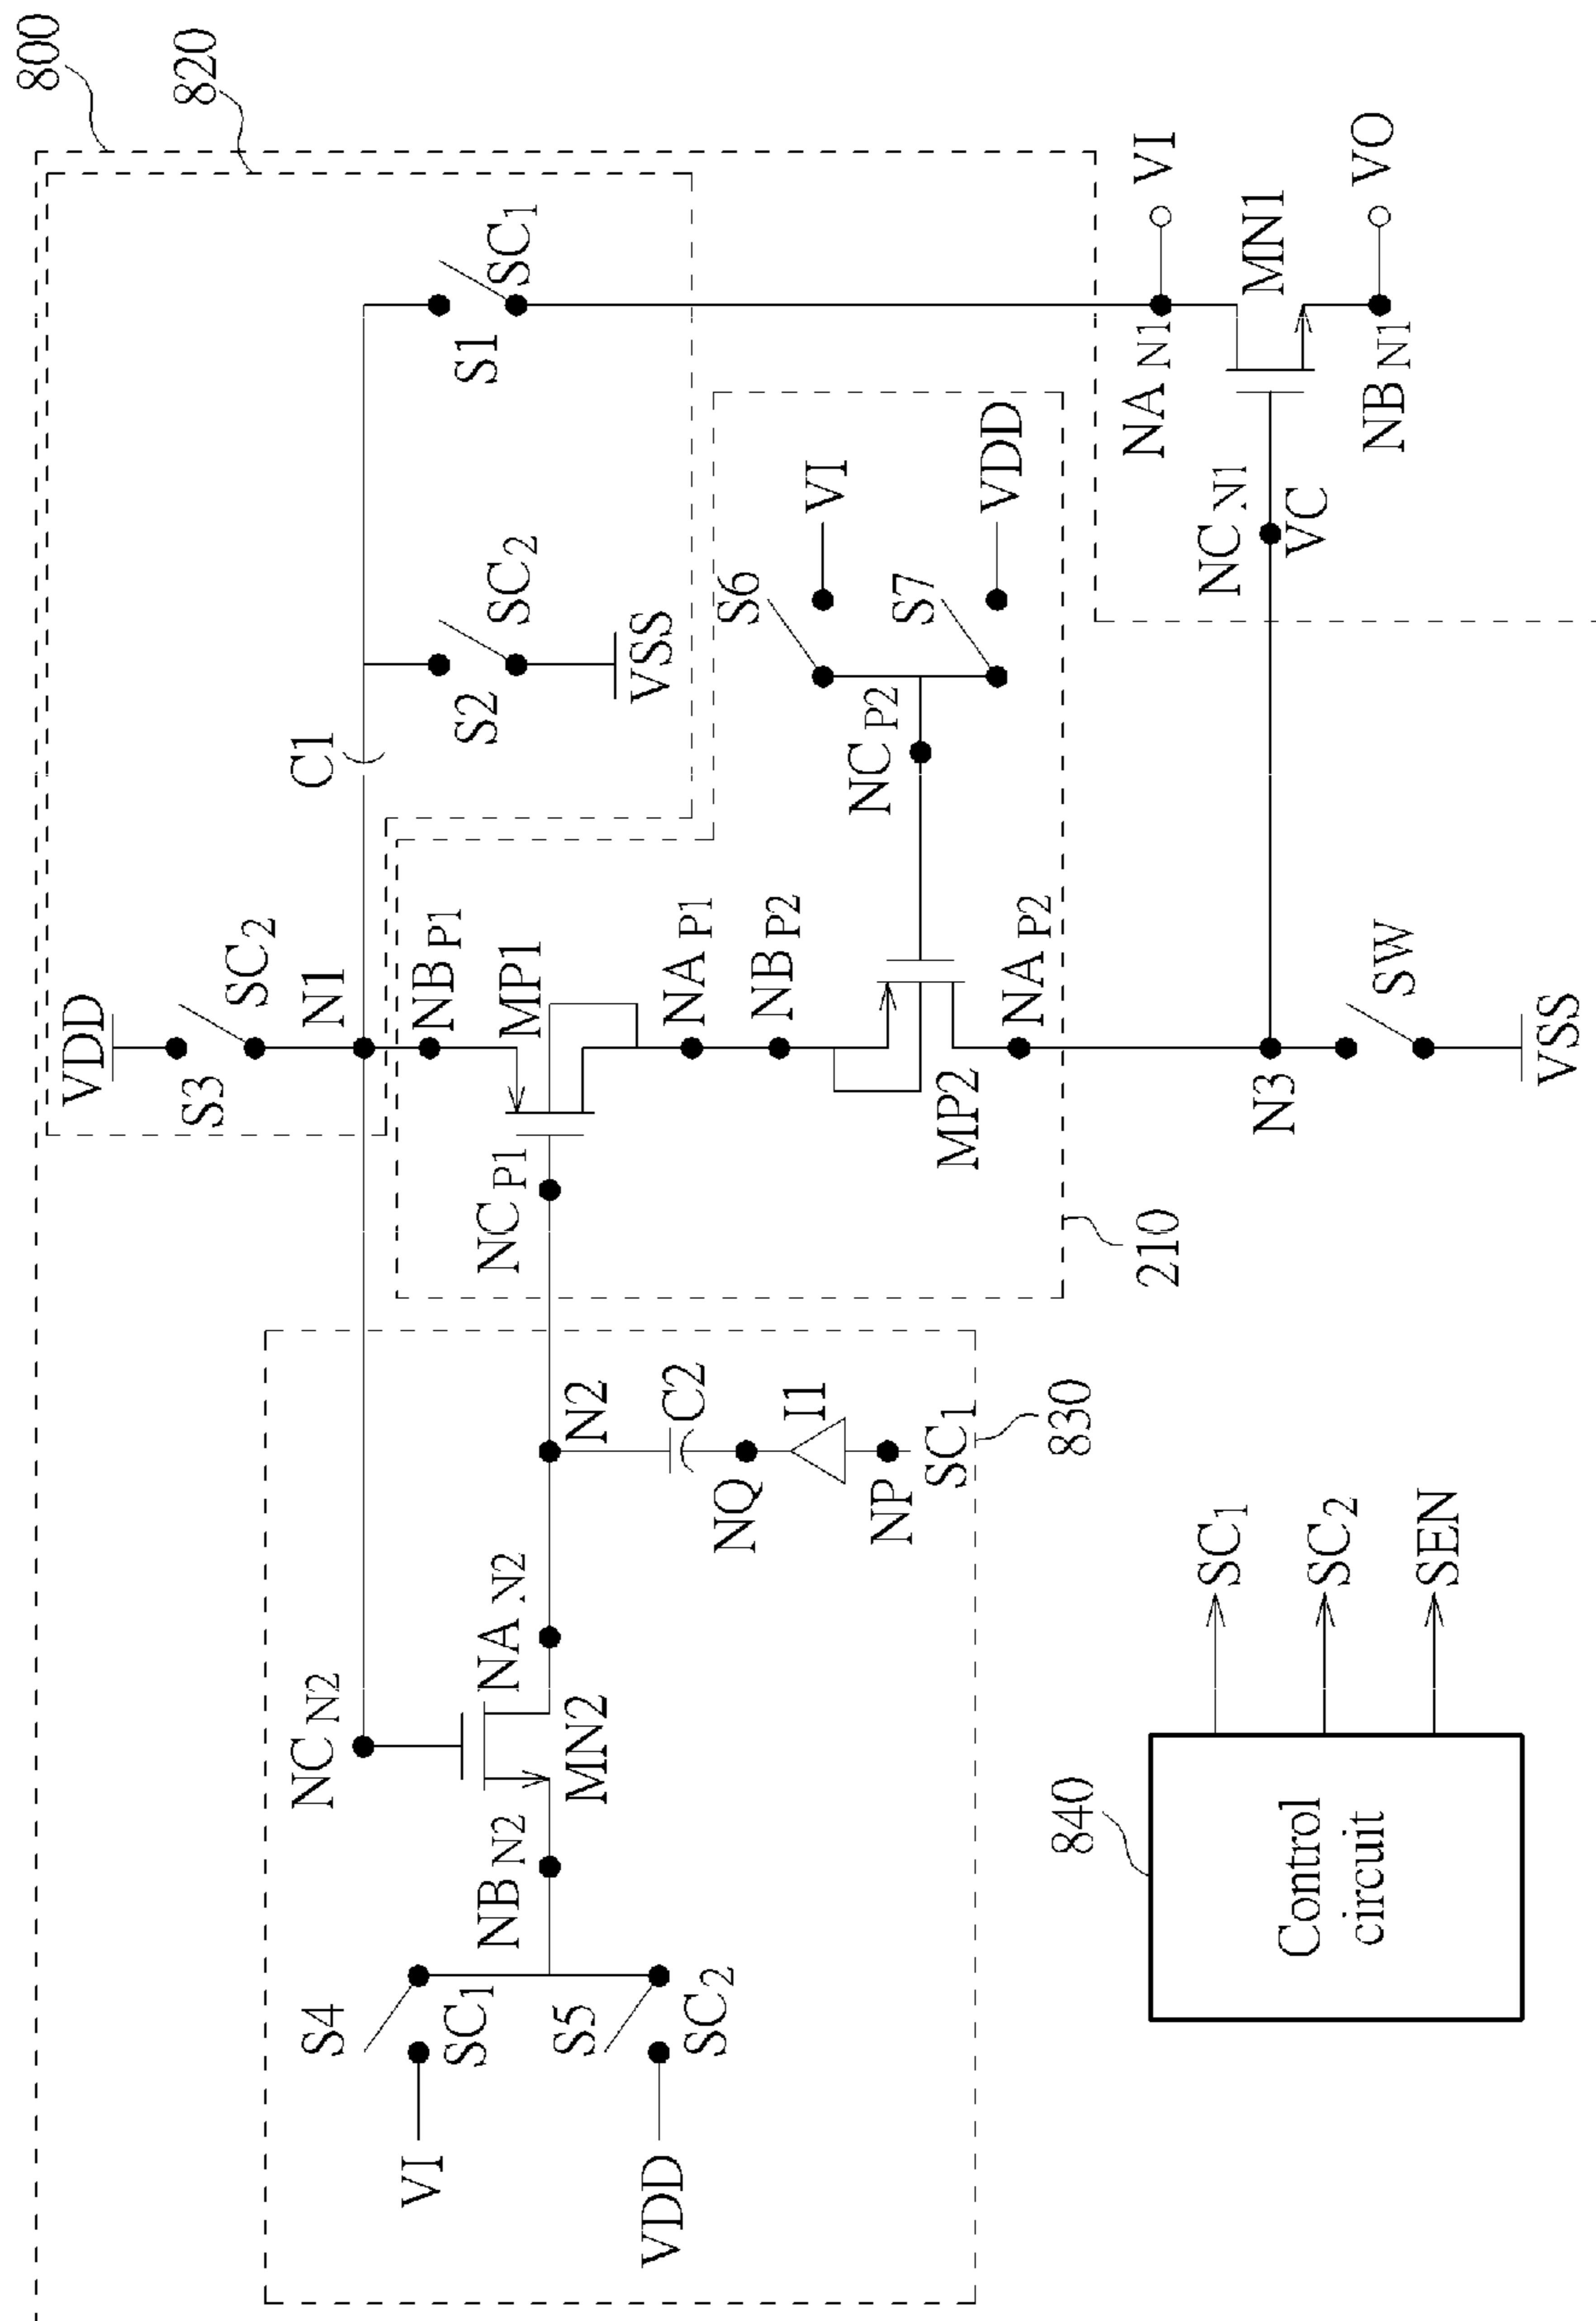 800
820
VDD
S3
SC2
N1
C1
S2
SC2
VSS
S1
SC1
NBP1
MP1
NCP1
NAP1
NBP2
MP2
NAP2
NCP2
S6
VI
S7
VDD
210
NAN1
VI
MN1
NCN1
VC
NBN1
VO
N3
SW
VSS
NCN2
NAN2
MN2
NBN2
S4
SC1
VI
S5
SC2
VDD
N2
C2
NQ
I1
NP
SC1
830
840
Control
circuit
SC1
SC2
SEN